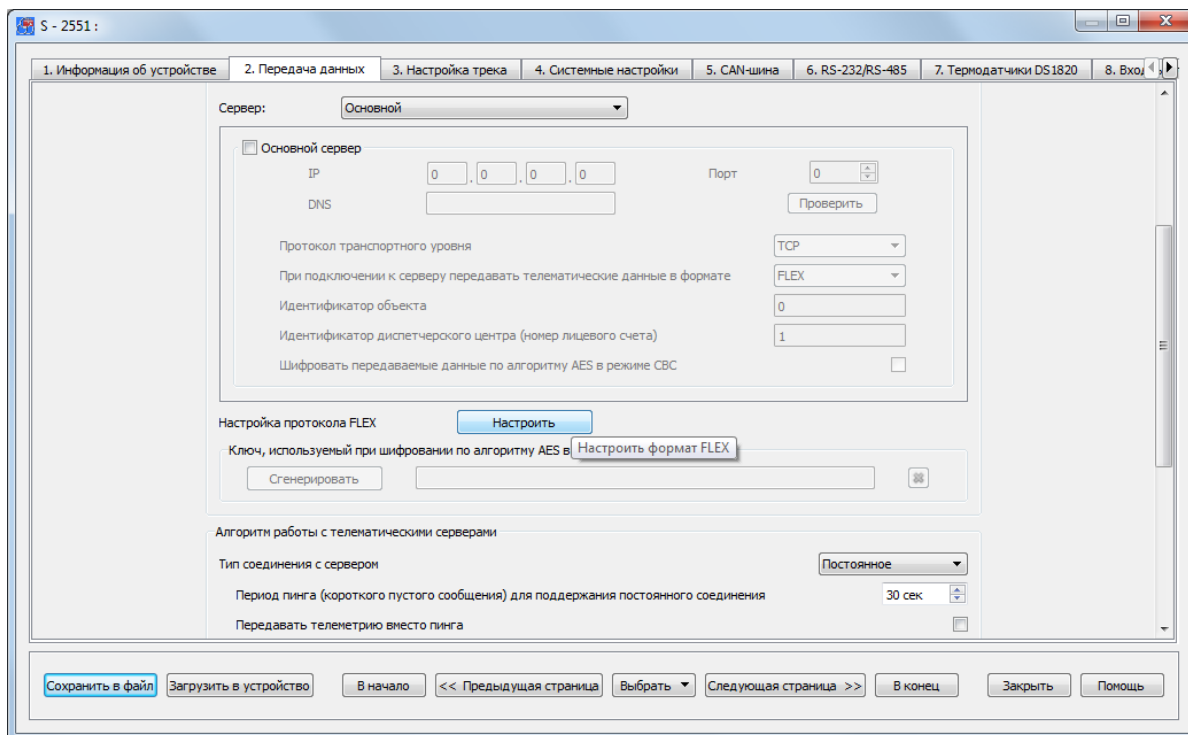 S - 2551 :
1. Информация об устройстве 2. Передача данных 3. Настройка трека 4. Системные настройки 5. CAN-шина 6. RS-232/RS-485 7. Термодатчики DS1820 8. Вход
Сервер: Основной
Основной сервер
IP 0 . 0 . 0 . 0 Порт 0
DNS Проверить
Протокол транспортного уровня TCP
При подключении к серверу передавать телематические данные в формате FLEX
Идентификатор объекта 0
Идентификатор диспетчерского центра (номер лицевого счета) 1
Шифровать передаваемые данные по алгоритму AES в режиме CBC
Настройка протокола FLEX Настроить
Ключ, используемый при шифровании по алгоритму AES в Настроить формат FLEX
Сгенерировать
Алгоритм работы с телематическими серверами
Тип соединения с сервером Постоянное
Период пинга (короткого пустого сообщения) для поддержания постоянного соединения 30 сек
Передавать телеметрию вместо пинга
Сохранить в файл Загрузить в устройство В начало << Предыдущая страница Выбрать Следующая страница >> В конец Закрыть Помощь